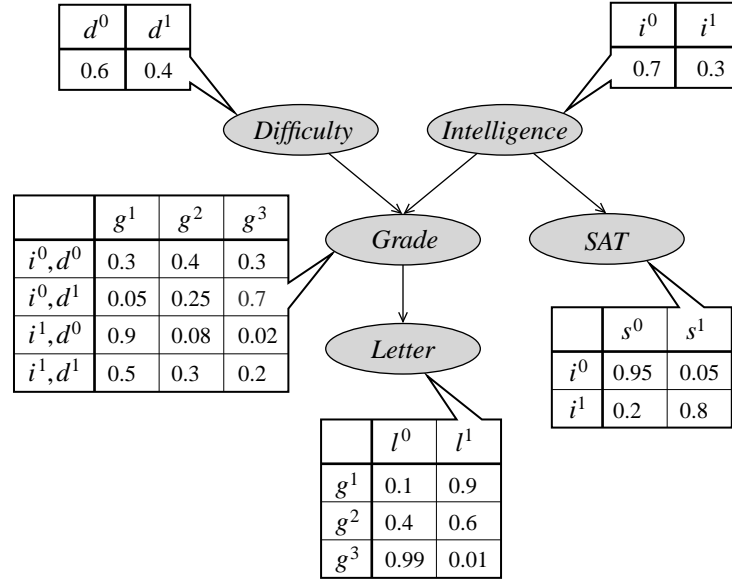 d⁰ d¹
0.6 0.4
i⁰ i¹
0.7 0.3
Difficulty
Intelligence
g¹ g² g³
i⁰,d⁰ 0.3 0.4 0.3
i⁰,d¹ 0.05 0.25 0.7
i¹,d⁰ 0.9 0.08 0.02
i¹,d¹ 0.5 0.3 0.2
Grade
SAT
Letter
s⁰ s¹
i⁰ 0.95 0.05
i¹ 0.2 0.8
l⁰ l¹
g¹ 0.1 0.9
g² 0.4 0.6
g³ 0.99 0.01